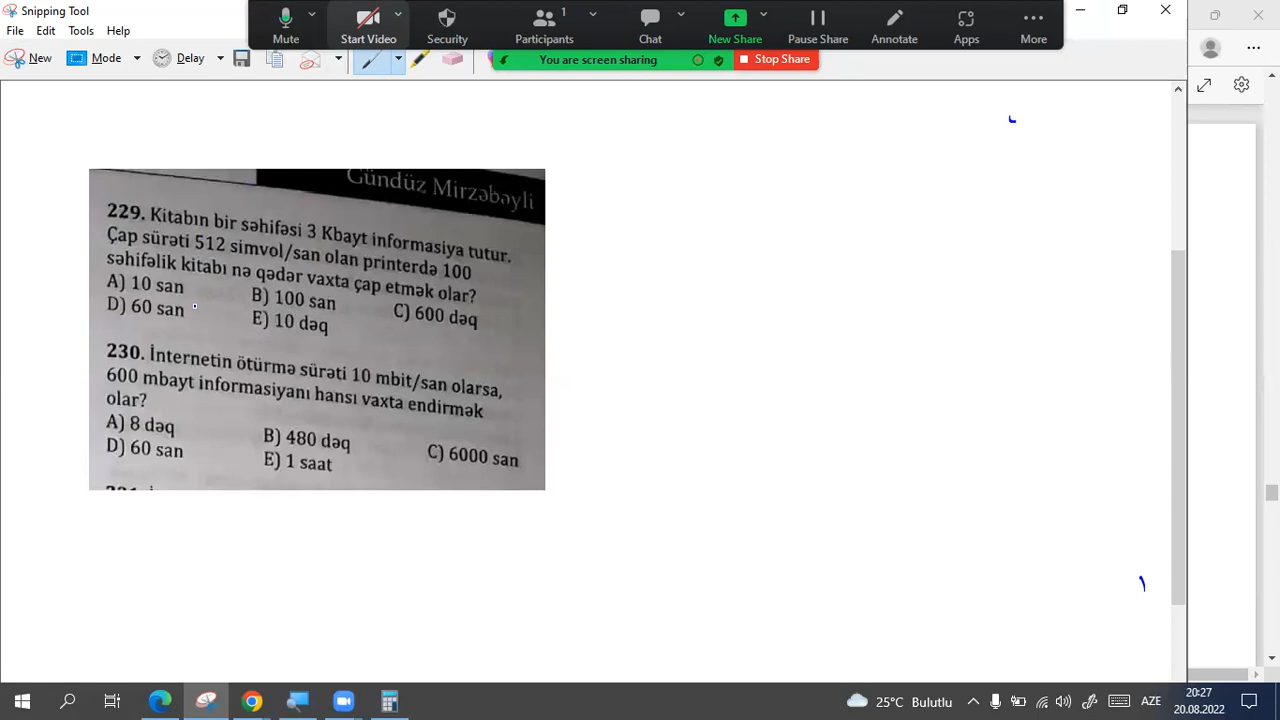 Snipping Tool
File Edit Tools Help
New Mode Delay
Mute Start Video Security Participants 1 Chat New Share Pause Share Annotate Apps More
You are screen sharing Stop Share
Gündüz Mirzəbəyli
229. Kitabın bir səhifəsi 3 Kbayt informasiya tutur.
Çap sürəti 512 simvol/san olan printerdə 100
səhifəlik kitabı nə qədər vaxta çap etmək olar?
A) 10 san B) 100 san C) 600 dəq
D) 60 san E) 10 dəq
230. İnternetin ötürmə sürəti 10 mbit/san olarsa,
600 mbayt informasiyanı hansı vaxta endirmək
olar?
A) 8 dəq B) 480 dəq C) 6000 san
D) 60 san E) 1 saat
25°C Bulutlu AZE 20:27
20.08.2022